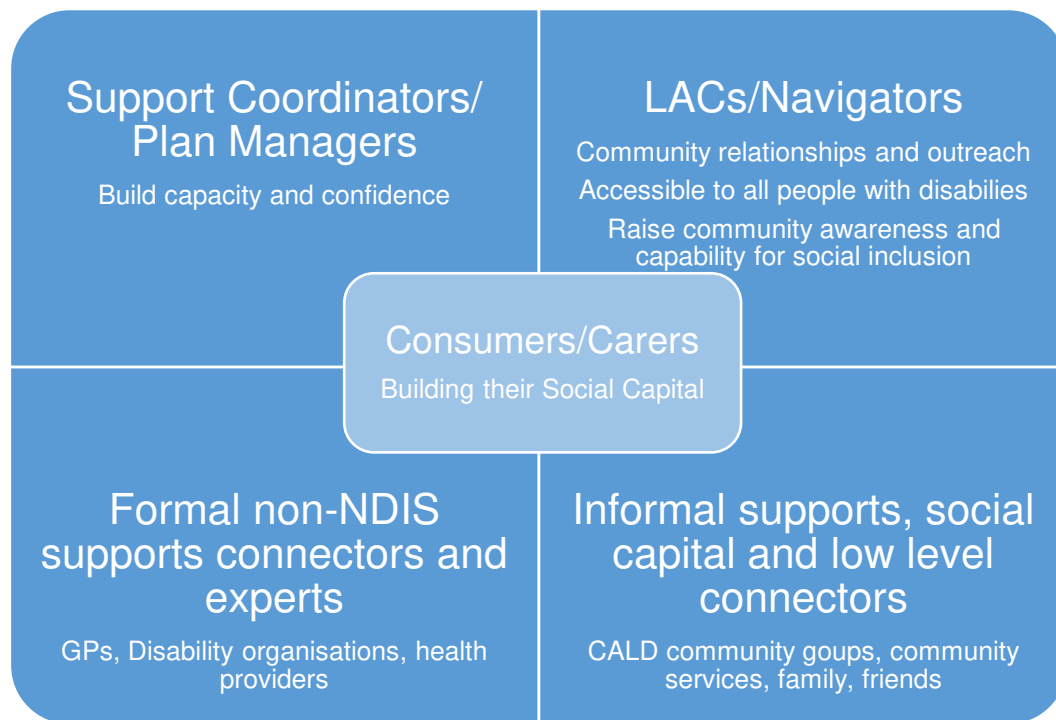 Support Coordinators/
Plan Managers
Build capacity and confidence
LACs/Navigators
Community relationships and outreach
Accessible to all people with disabilies
Raise community awareness and
capability for social inclusion
Consumers/Carers
Building their Social Capital
Formal non-NDIS
supports connectors and
experts
GPs, Disability organisations, health
providers
Informal supports, social
capital and low level
connectors
CALD community goups, community
services, family, friends